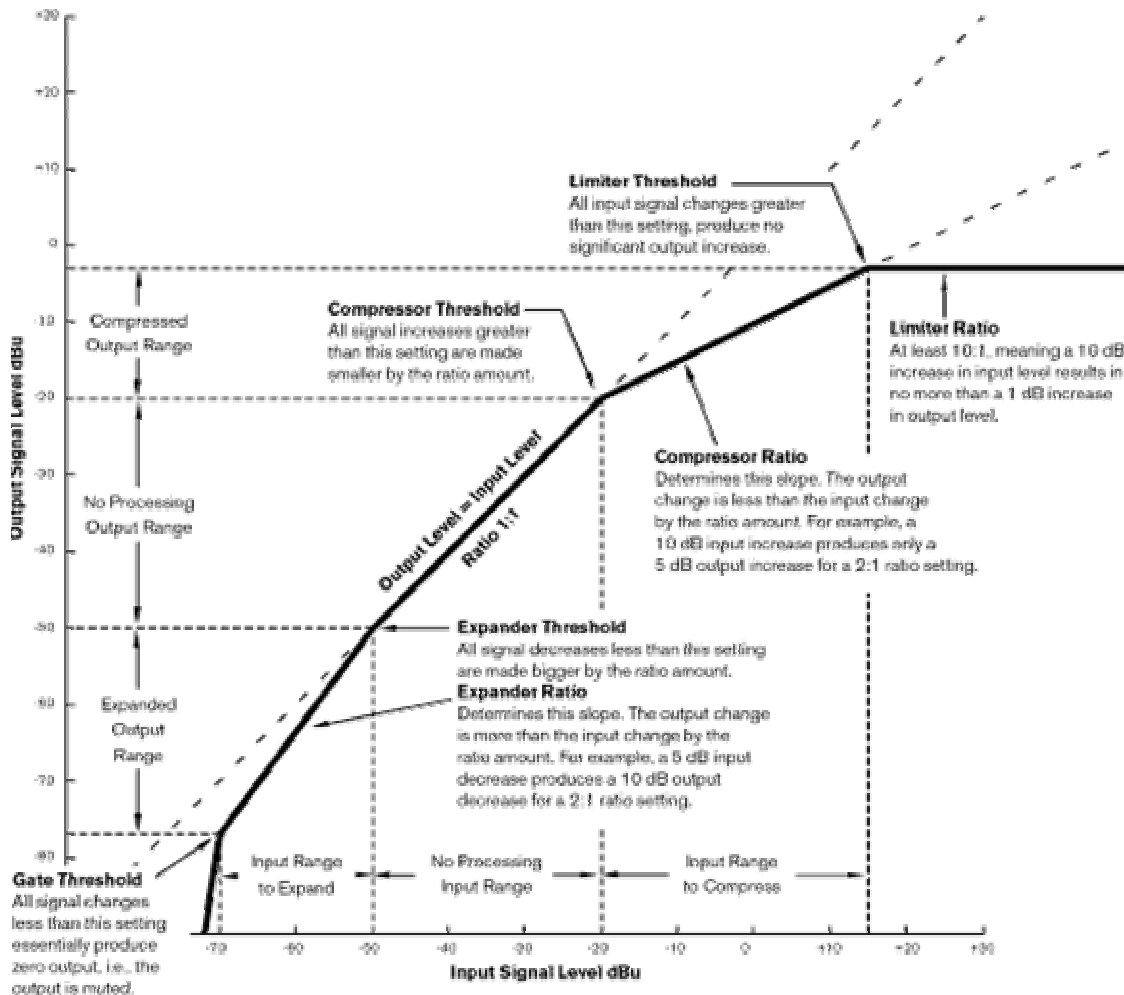 +30
+20
+10
0
-10
-20
-30
-40
-50
-60
-70
-80
Output Signal Level dBu
Compressed
Output Range
No Processing
Output Range
Expanded
Output
Range
Limiter Threshold
All input signal changes greater
than this setting, produce no
significant output increase.
Compressor Threshold
All signal increases greater
than this setting are made
smaller by the ratio amount.
Limiter Ratio
At least 10:1, meaning a 10 dB
increase in input level results in
no more than a 1 dB increase
in output level.
Compressor Ratio
Determines this slope. The output
change is less than the input change
by the ratio amount. For example, a
10 dB input increase produces only a
5 dB output increase for a 2:1 ratio setting.
Output Level = Input Level
Ratio 1:1
Expander Threshold
All signal decreases less than this setting
are made bigger by the ratio amount.
Expander Ratio
Determines this slope. The output change
is more than the input change by the
ratio amount. For example, a 5 dB input
decrease produces a 10 dB output
decrease for a 2:1 ratio setting.
Gate Threshold
All signal changes
less than this setting
essentially produce
zero output, i.e., the
output is muted.
Input Range
to Expand
No Processing
Input Range
Input Range
to Compress
-70
-60
-50
-40
-30
-20
-10
0
+10
+20
+30
Input Signal Level dBu